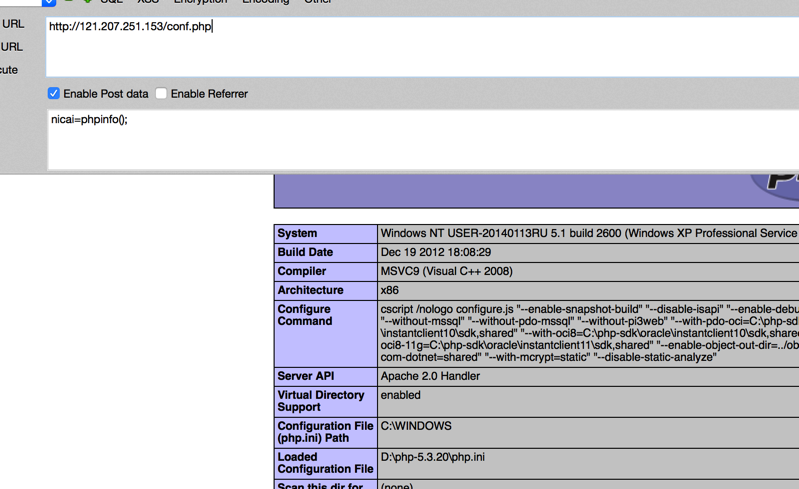 SQL XSS Encryption Encoding Other
URL http://121.207.251.153/conf.php
URL
cute
Enable Post data Enable Referrer
nicai=phpinfo();
System Windows NT USER-20140113RU 5.1 build 2600 (Windows XP Professional Service
Build Date Dec 19 2012 18:08:29
Compiler MSVC9 (Visual C++ 2008)
Architecture x86
Configure cscript /nologo configure.js "--enable-snapshot-build" "--disable-isapi" "--enable-debu
Command "--without-mssql" "--without-pdo-mssql" "--without-pi3web" "--with-pdo-oci=C:\php-sd
\instantclient10\sdk,shared" "--with-oci8=C:\php-sdk\oracle\instantclient10\sdk,share
oci8-11g=C:\php-sdk\oracle\instantclient11\sdk,shared" "--enable-object-out-dir=../ob
com-dotnet=shared" "--with-mcrypt=static" "--disable-static-analyze"
Server API Apache 2.0 Handler
Virtual Directory enabled
Support
Configuration File C:\WINDOWS
(php.ini) Path
Loaded D:\php-5.3.20\php.ini
Configuration File
Scan this dir for (none)